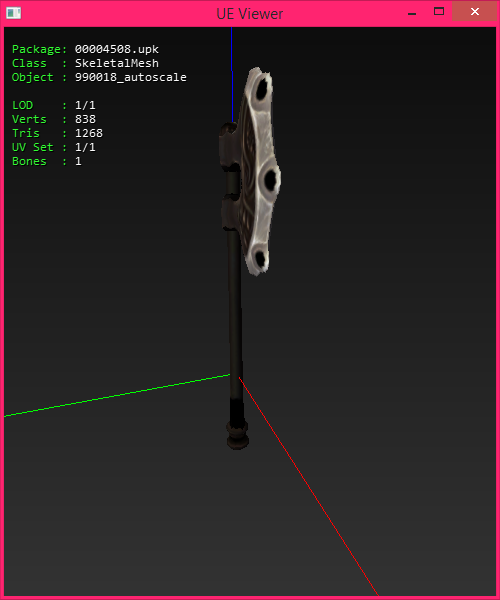 UE Viewer
Package: 00004508.upk
Class  : SkeletalMesh
Object : 990018_autoscale
LOD    : 1/1
Verts  : 838
Tris   : 1268
UV Set : 1/1
Bones  : 1